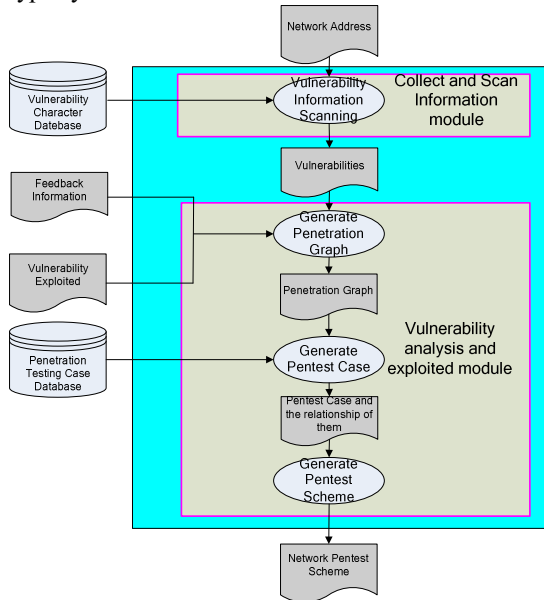 Network Address
Vulnerability
Information
Scanning
Collect and Scan
Information
module
Vulnerability
Character
Datebase
Vulnerabilities
Feedback
Information
Generate
Penetration
Graph
Vulnerability
Exploited
Penetration Graph
Vulnerability
analysis and
exploited module
Generate
Pentest Case
Penetration
Testing Case
Database
Pentest Case and
the relationship of
them
Generate
Pentest
Scheme
Network Pentest
Scheme